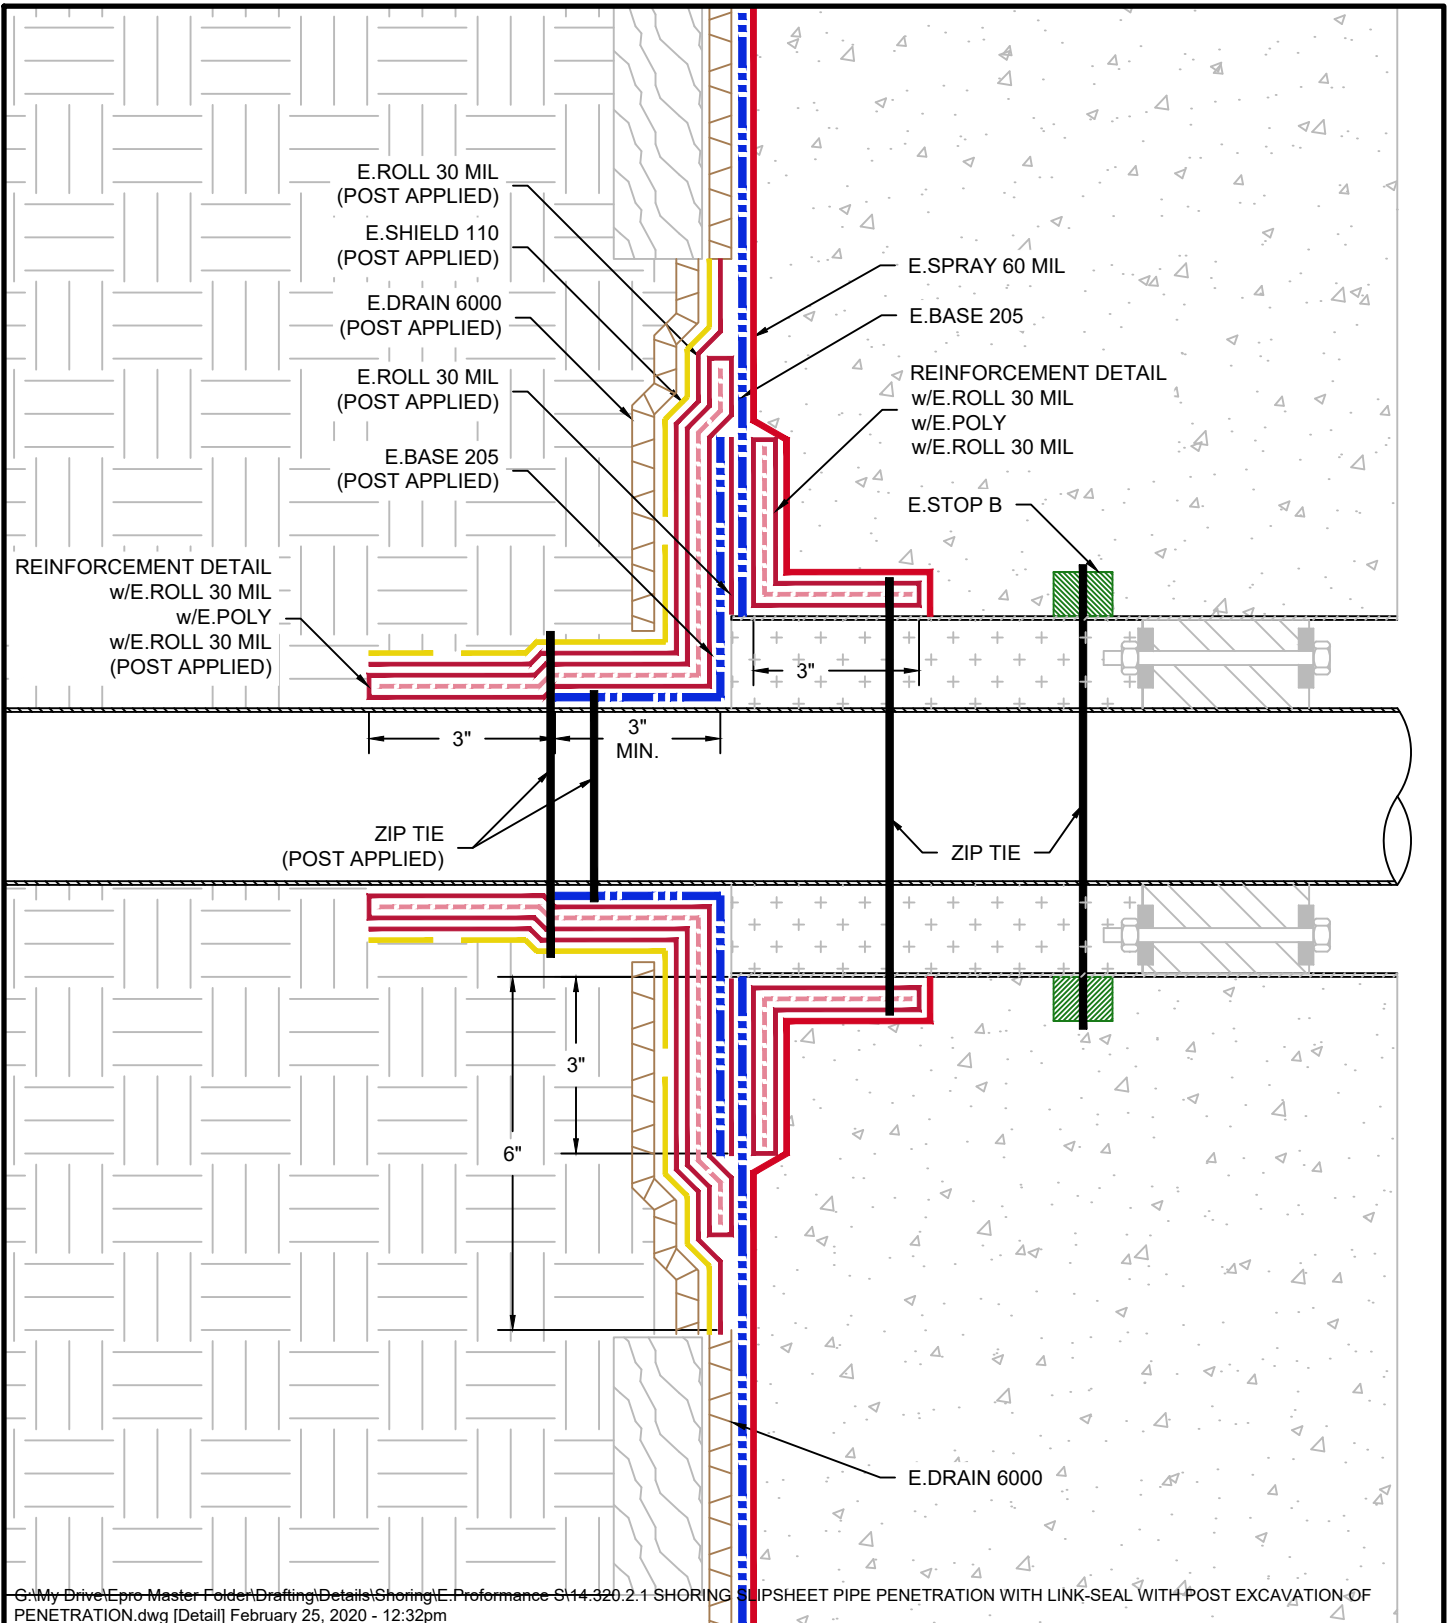 E.ROLL 30 MIL
(POST APPLIED)
E.SHIELD 110
(POST APPLIED)
E.DRAIN 6000
(POST APPLIED)
E.ROLL 30 MIL
(POST APPLIED)
E.BASE 205
(POST APPLIED)
REINFORCEMENT DETAIL
w/E.ROLL 30 MIL
w/E.POLY
w/E.ROLL 30 MIL
(POST APPLIED)
E.SPRAY 60 MIL
E.BASE 205
REINFORCEMENT DETAIL
w/E.ROLL 30 MIL
w/E.POLY
w/E.ROLL 30 MIL
E.STOP B
3"
3"
3"
MIN.
ZIP TIE
(POST APPLIED)
ZIP TIE
3"
6"
E.DRAIN 6000
G:\My Drive\Epro Master Folder\Drafting\Details\Shoring\E.Proformance S\14.320.2.1 SHORING SLIPSHEET PIPE PENETRATION WITH LINK-SEAL WITH POST EXCAVATION OF
PENETRATION.dwg [Detail] February 25, 2020 - 12:32pm